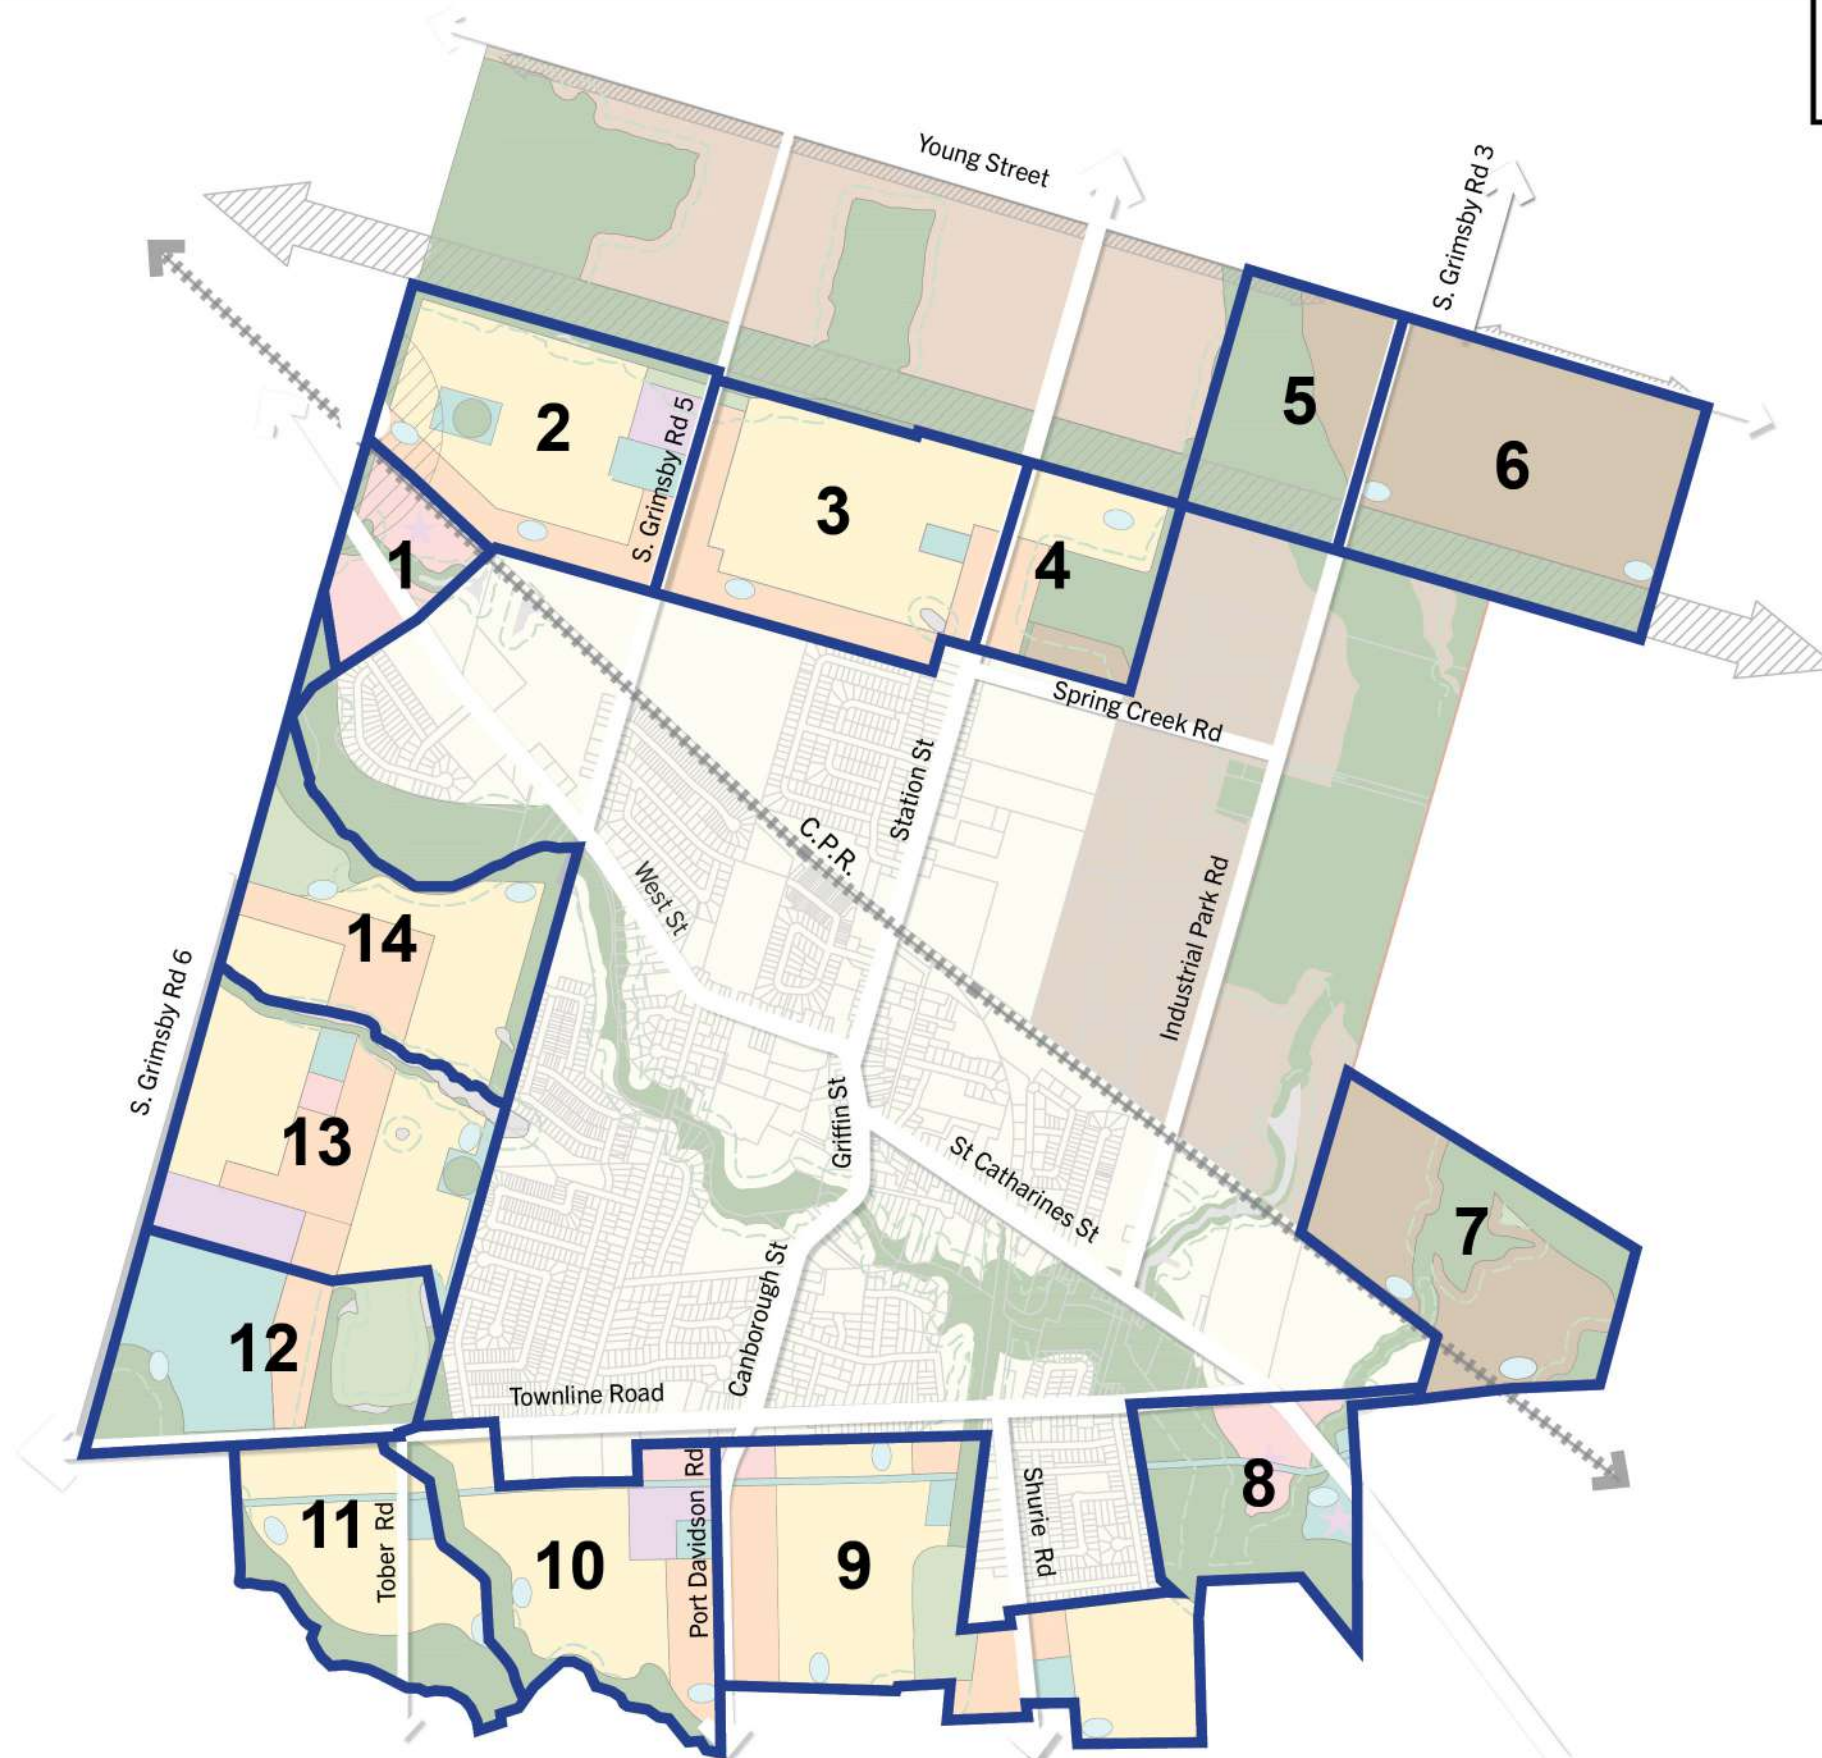 Young Street
S. Grimsby Rd 3
5
6
2
S. Grimsby Rd 5
3
4
1
Spring Creek Rd
Station St
C.P.R.
West St
Industrial Park Rd
14
S. Grimsby Rd 6
13
Griffin St
St Catharines St
7
Canborough St
12
Townline Road
Port Davidson Rd
Shurie Rd
8
11
Tober Rd
10
9